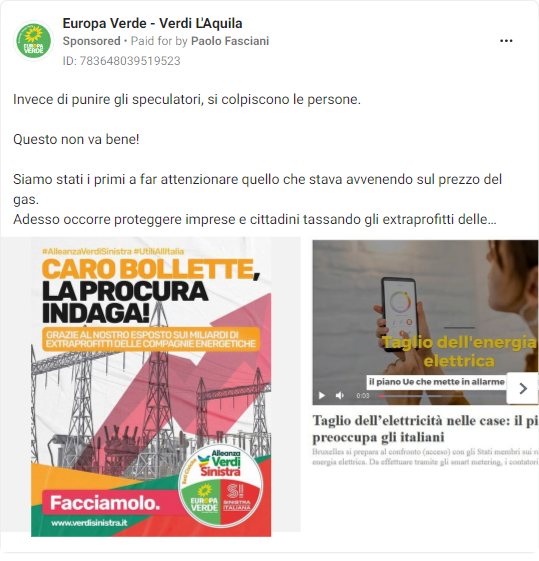 Europa Verde - Verdi L'Aquila
Sponsored • Paid for by Paolo Fasciani
ID: 783648039519523
Invece di punire gli speculatori, si colpiscono le persone.
Questo non va bene!
Siamo stati i primi a far attenzionare quello che stava avvenendo sul prezzo del
gas.
Adesso occorre proteggere imprese e cittadini tassando gli extraprofitti delle…
#AlleanzaVerdiSinistra #UtiliAllItalia
CARO BOLLETTE,
LA PROCURA
INDAGA!
GRAZIE AL NOSTRO ESPOSTO SUI MILIARDI DI
EXTRAPROFITTI DELLE COMPAGNIE ENERGETICHE
Alleanza
Verdi
Sinistra
EUROPA
VERDE
SI
SINISTRA
ITALIANA
Facciamolo.
www.verdisinistra.it
Taglio dell'energia
elettrica
il piano Ue che mette in allarme
0:03
Taglio dell'elettricità nelle case: il pi
preoccupa gli italiani
Bruxelles si prepara al confronto (acceso) con gli Stati membri sui
energia elettrica. Da effettuare tramite gli smart metering, i contatori